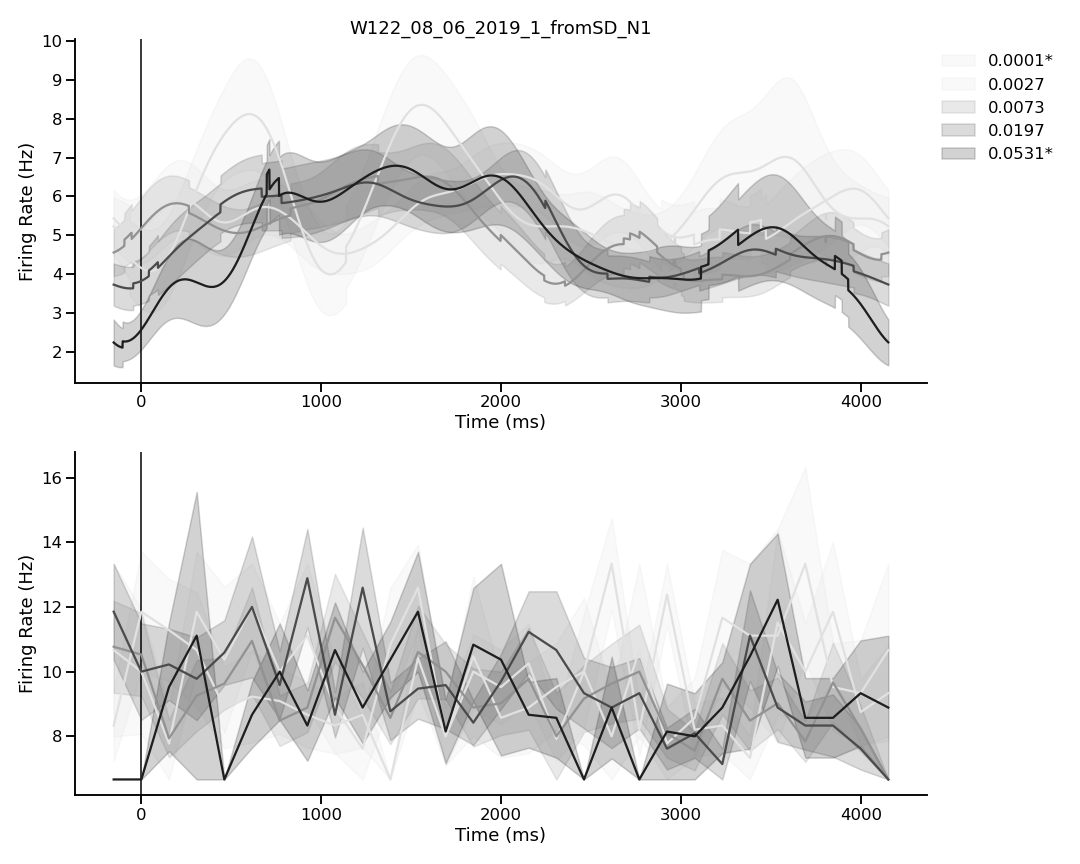 W122_08_06_2019_1_fromSD_N1
10
9
8
7
6
5
4
3
2
Firing Rate (Hz)
0 1000 2000 3000 4000
Time (ms)
0.0001*
0.0027
0.0073
0.0197
0.0531*
16
14
12
10
8
Firing Rate (Hz)
0 1000 2000 3000 4000
Time (ms)